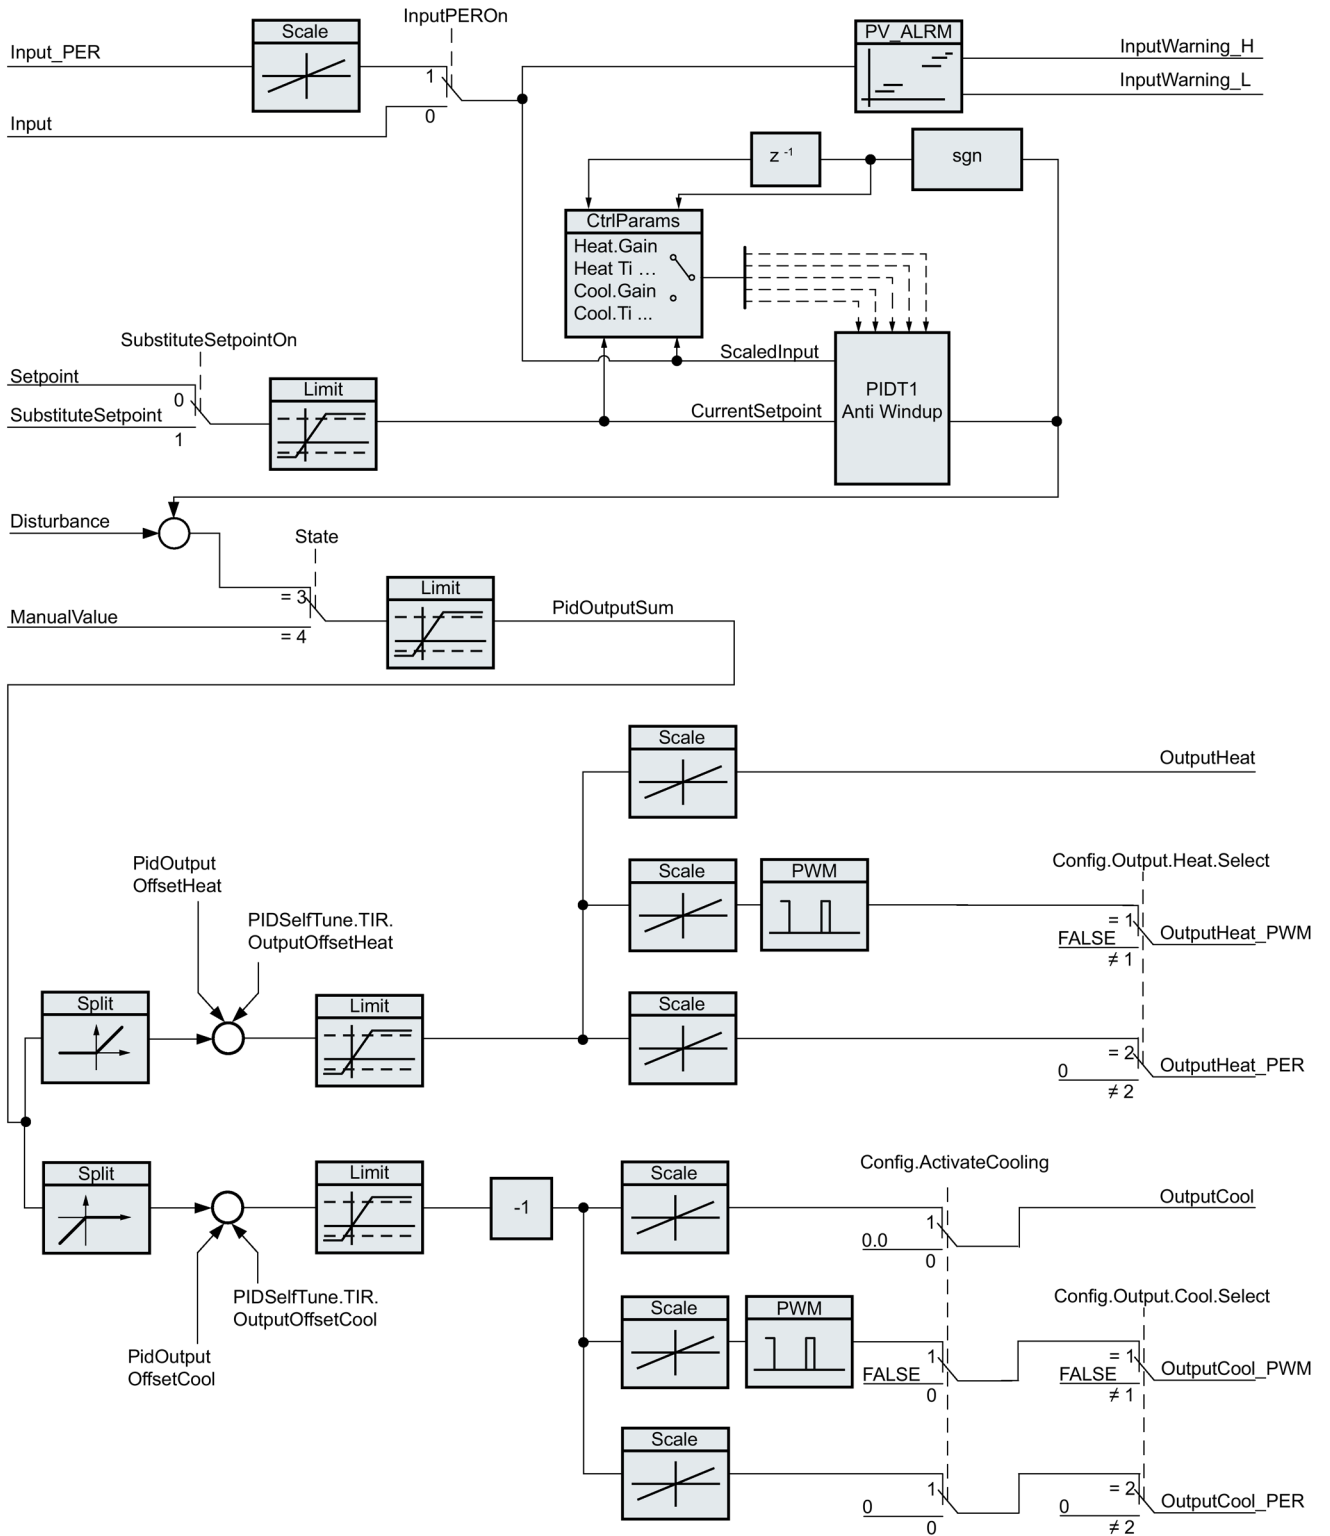 InputPEROn
Scale
PV_ALRM
Input_PER
InputWarning_H
1
InputWarning_L
Input
0
z -1
sgn
CtrlParams
Heat.Gain
Heat Ti ...
Cool.Gain
Cool.Ti ...
SubstituteSetpointOn
ScaledInput
Setpoint
Limit
PIDT1
Anti Windup
0
SubstituteSetpoint
CurrentSetpoint
1
Disturbance
State
Limit
= 3
PidOutputSum
ManualValue
= 4
Scale
OutputHeat
PidOutput
OffsetHeat
Scale
PWM
Config.Output.Heat.Select
PIDSelfTune.TIR.
OutputOffsetHeat
= 1
FALSE
OutputHeat_PWM
≠ 1
Split
Limit
Scale
= 2
0
OutputHeat_PER
≠ 2
Config.ActivateCooling
Split
Limit
Scale
OutputCool
-1
1
0.0
0
PIDSelfTune.TIR.
OutputOffsetCool
Scale
PWM
Config.Output.Cool.Select
PidOutput
OffsetCool
1
= 1
FALSE
FALSE
OutputCool_PWM
0
≠ 1
Scale
1
= 2
0
0
OutputCool_PER
0
≠ 2